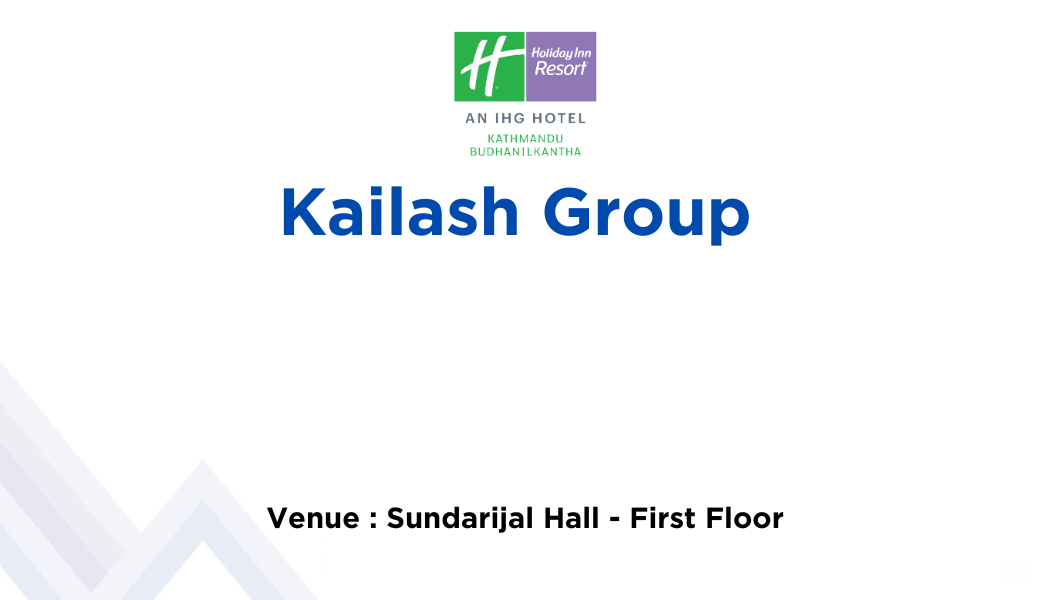 H Holiday Inn
Resort
AN IHG HOTEL
KATHMANDU
BUDHANILKANTHA
Kailash Group
Venue : Sundarijal Hall - First Floor